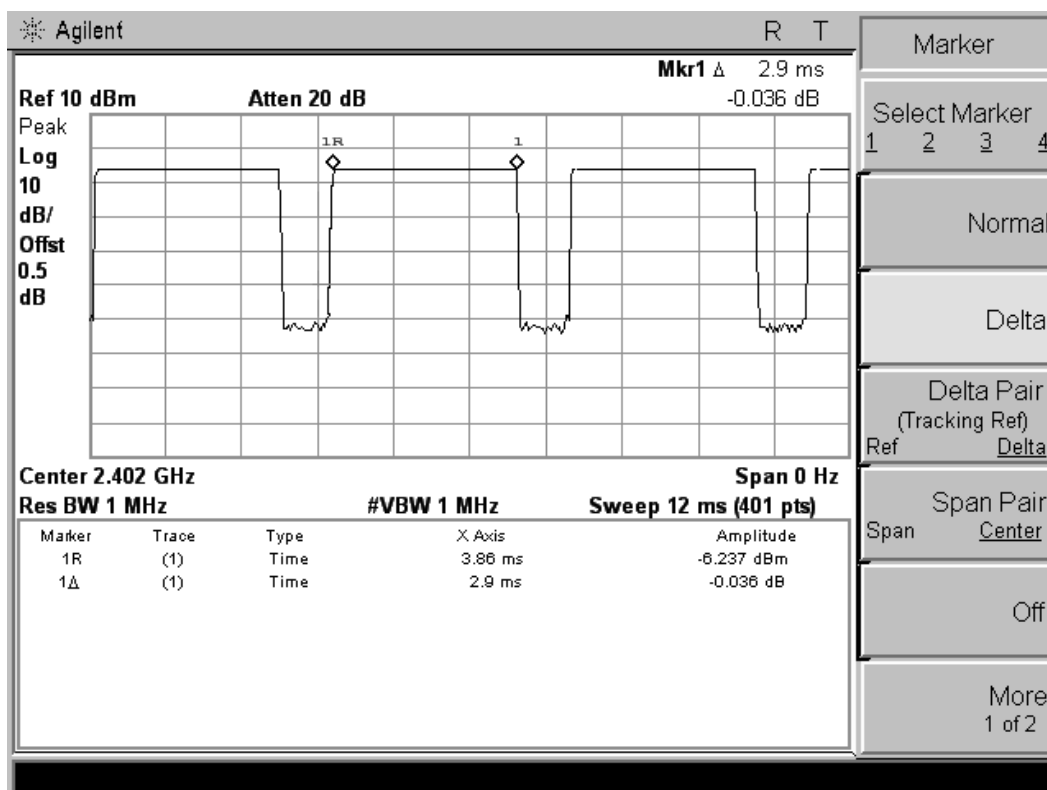 Agilent R T
Mkr1 Δ 2.9 ms
Ref 10 dBm Atten 20 dB -0.036 dB
Peak
Log
10
dB/
Offst
0.5
dB
1R 1
Center 2.402 GHz Span 0 Hz
Res BW 1 MHz #VBW 1 MHz Sweep 12 ms (401 pts)
Marker Trace Type X Axis Amplitude
1R (1) Time 3.86 ms -6.237 dBm
1Δ (1) Time 2.9 ms -0.036 dB
Marker
Select Marker
1 2 3 4
Normal
Delta
Delta Pair
(Tracking Ref)
Ref Delta
Span Pair
Span Center
Off
More
1 of 2